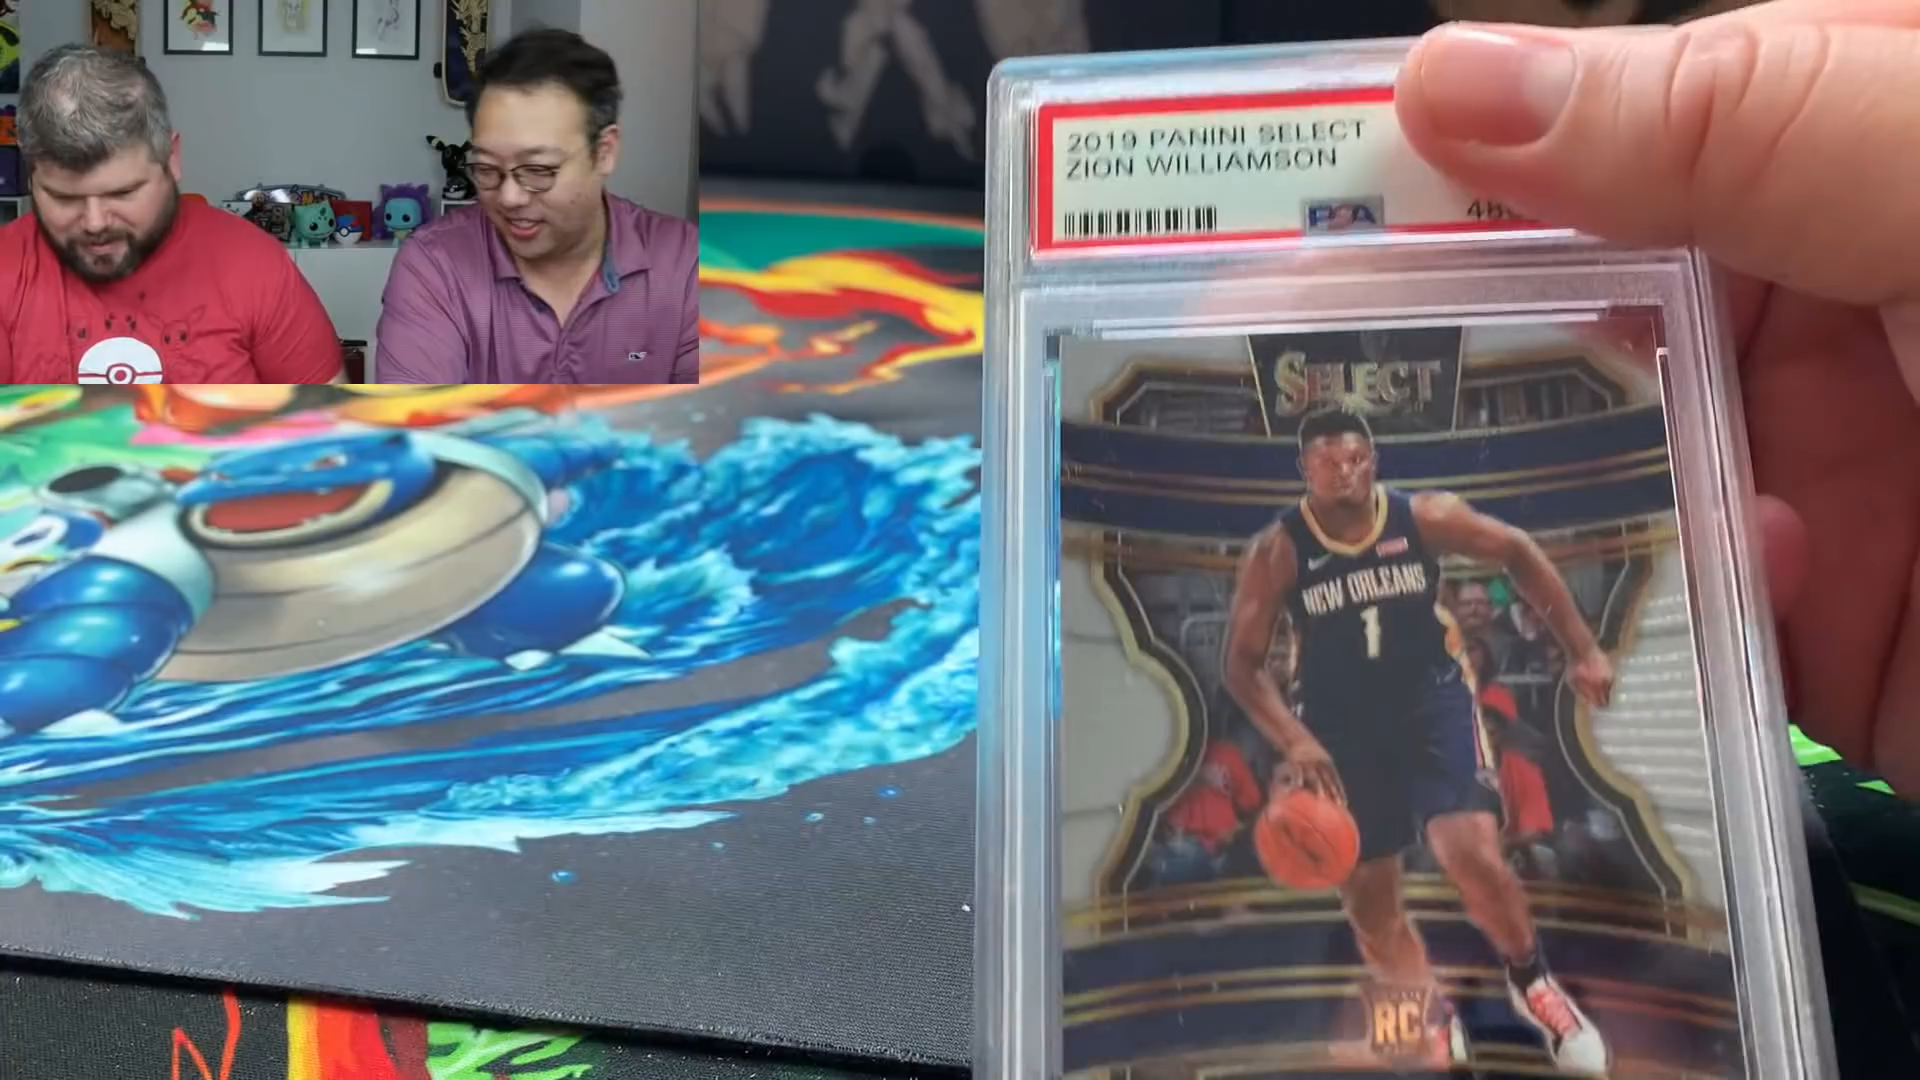 2019 PANINI SELECT
ZION WILLIAMSON
PSA
SELECT
NEW ORLEANS
1
RC